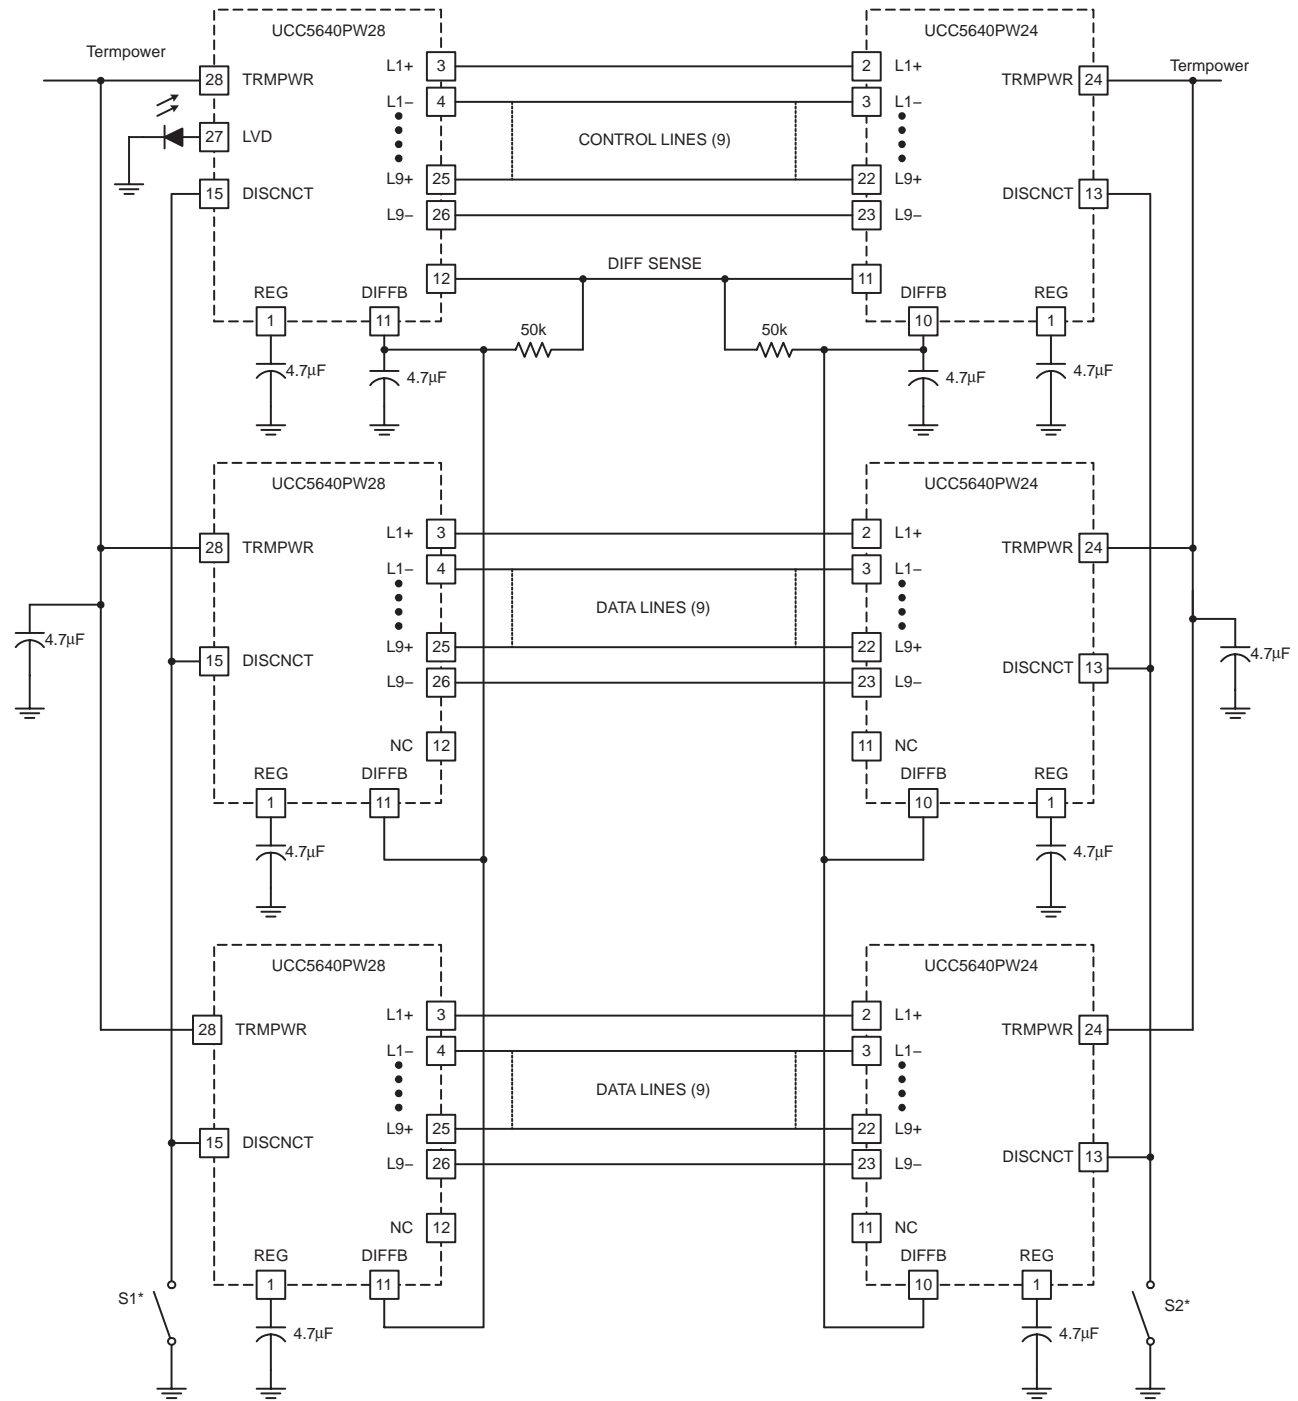 UCC5640PW28
UCC5640PW24
Termpower
Termpower
28
TRMPWR
L1+
3
2
L1+
TRMPWR
24
L1–
4
3
L1–
27
LVD
CONTROL LINES (9)
15
DISCNCT
L9+
25
22
L9+
DISCNCT
13
L9–
26
23
L9–
12
DIFF SENSE
11
REG
DIFFB
DIFFB
REG
1
11
10
1
50k
50k
4.7µF
4.7µF
4.7µF
4.7µF
UCC5640PW28
UCC5640PW24
28
TRMPWR
L1+
3
2
L1+
TRMPWR
24
L1–
4
3
L1–
DATA LINES (9)
4.7µF
15
DISCNCT
L9+
25
22
L9+
DISCNCT
13
4.7µF
L9–
26
23
L9–
NC
12
11
NC
REG
DIFFB
DIFFB
REG
1
11
10
1
4.7µF
4.7µF
UCC5640PW28
UCC5640PW24
28
TRMPWR
L1+
3
2
L1+
TRMPWR
24
L1–
4
3
L1–
DATA LINES (9)
15
DISCNCT
L9+
25
22
L9+
DISCNCT
13
L9–
26
23
L9–
NC
12
11
NC
REG
DIFFB
DIFFB
REG
1
11
10
1
S1*
S2*
4.7µF
4.7µF